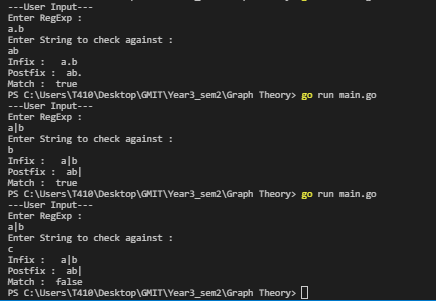 ---User Input---
Enter RegExp :
a.b
Enter String to check against :
ab
Infix :   a.b
Postfix :  ab.
Match :  true
PS C:\Users\T410\Desktop\GMIT\Year3_sem2\Graph Theory> go run main.go
---User Input---
Enter RegExp :
a|b
Enter String to check against :
b
Infix :   a|b
Postfix :  ab|
Match :  true
PS C:\Users\T410\Desktop\GMIT\Year3_sem2\Graph Theory> go run main.go
---User Input---
Enter RegExp :
a|b
Enter String to check against :
c
Infix :   a|b
Postfix :  ab|
Match :  false
PS C:\Users\T410\Desktop\GMIT\Year3_sem2\Graph Theory>